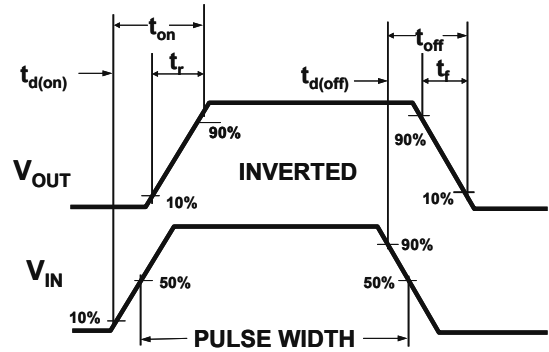 t_on
t_off
t_d(on)
t_r
t_d(off)
t_f
90%
90%
V_OUT
INVERTED
10%
10%
90%
V_IN
50%
50%
10%
PULSE WIDTH